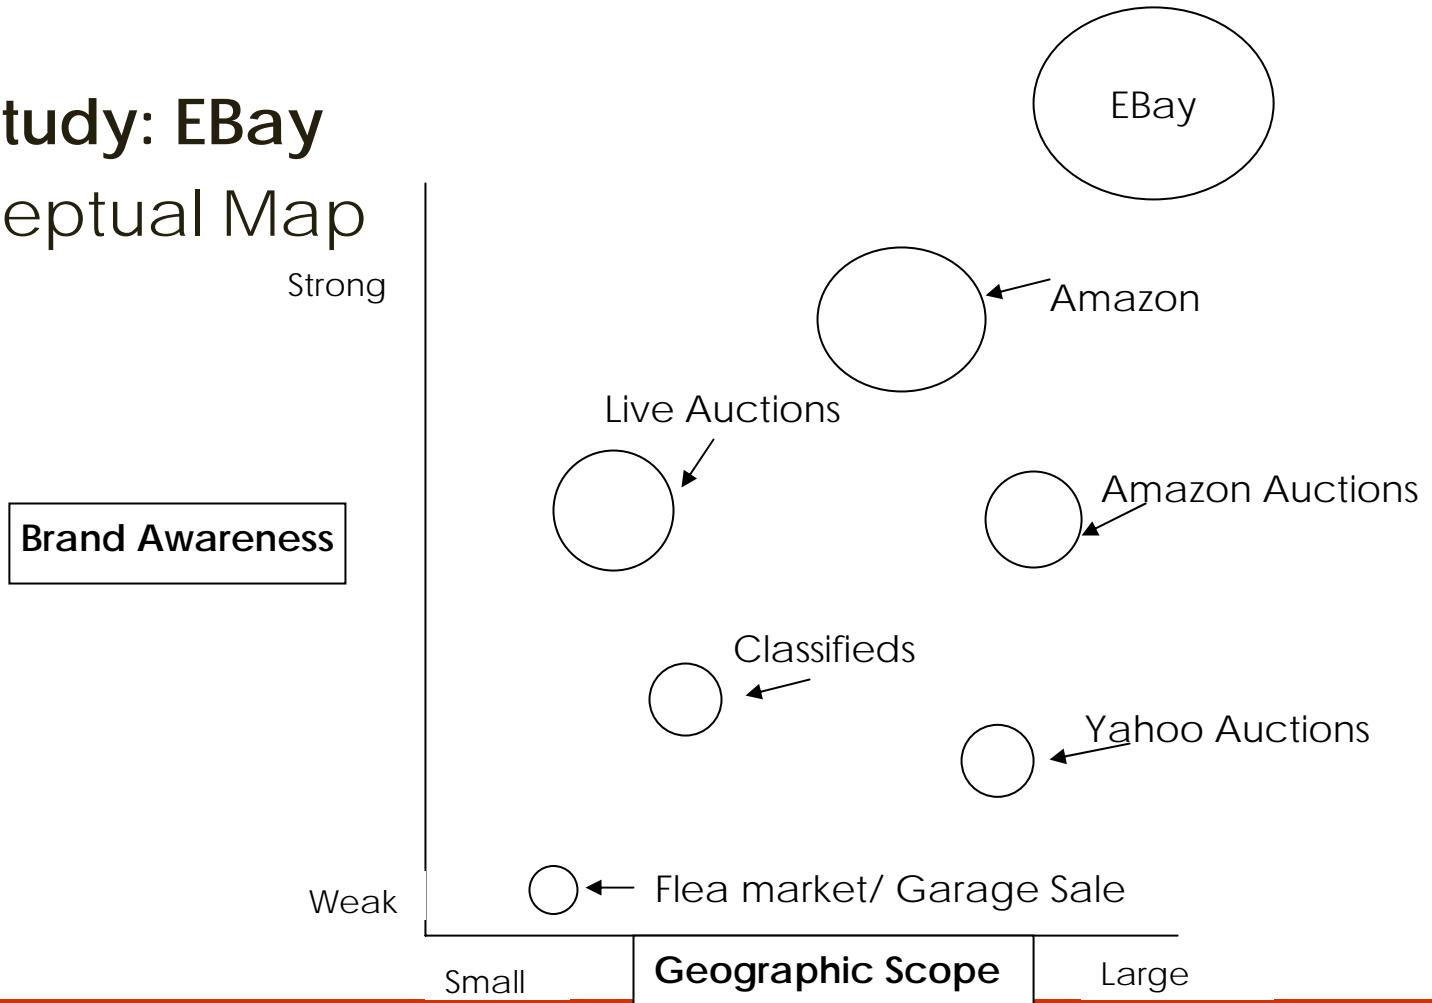 EBay
tudy: EBay
eptual Map
Strong
Amazon
Live Auctions
Amazon Auctions
Brand Awareness
Classifieds
Yahoo Auctions
Flea market/ Garage Sale
Weak
Small
Geographic Scope
Large